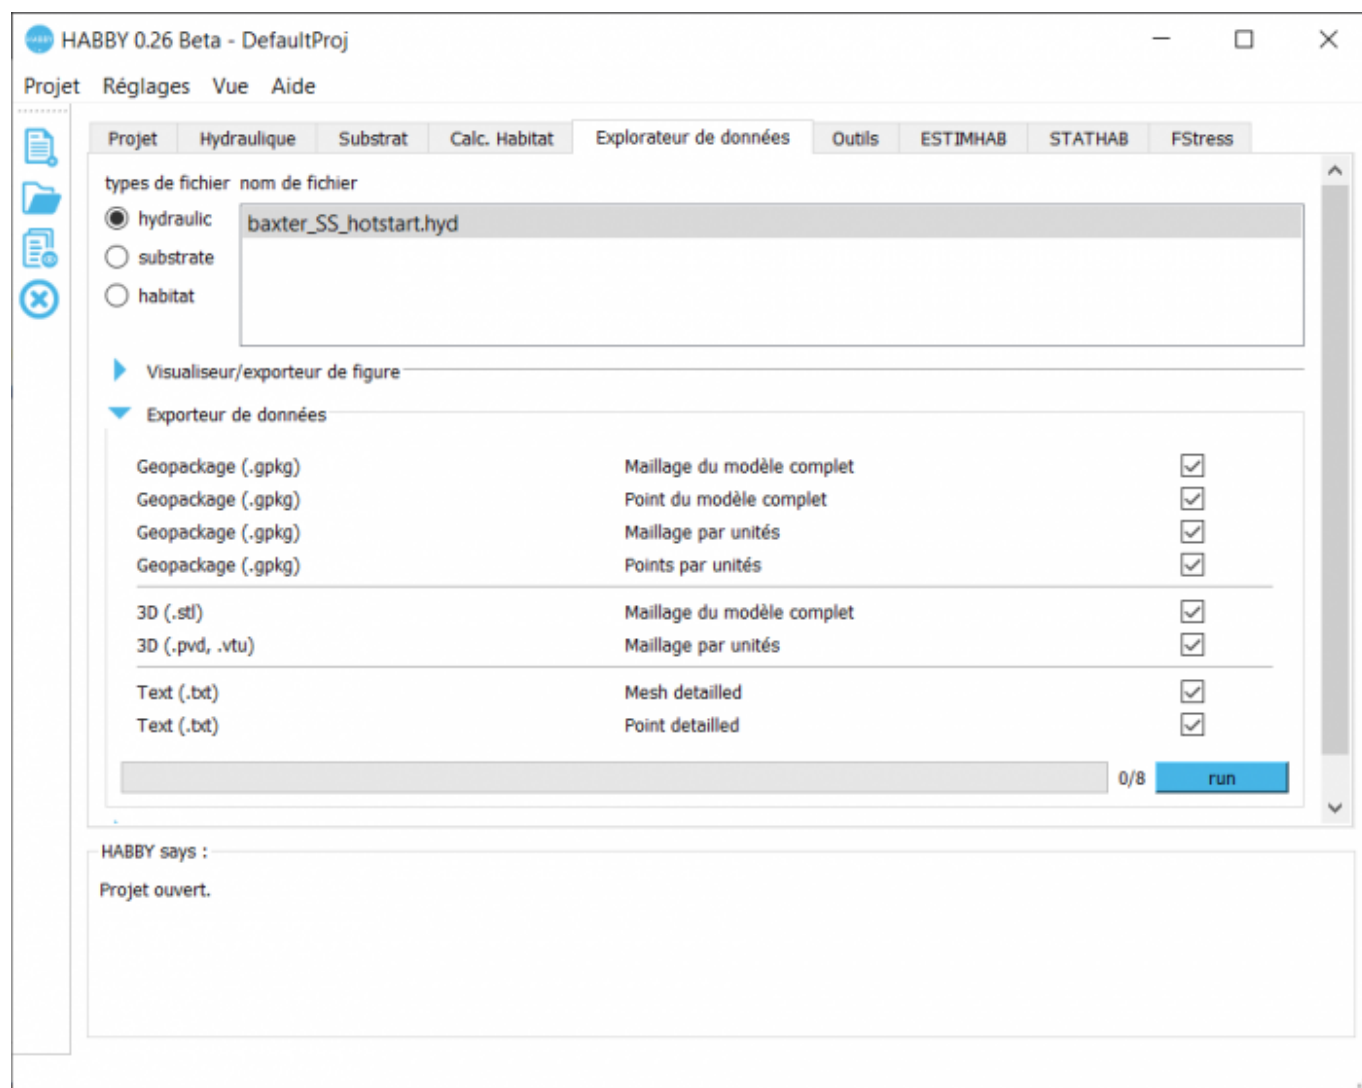 HABBY 0.26 Beta - DefaultProj
Projet Réglages Vue Aide
Projet Hydraulique Substrat Calc. Habitat Explorateur de données Outils ESTIMHAB STATHAB FStress
types de fichier nom de fichier
hydraulic baxter_SS_hotstart.hyd
substrate
habitat
Visualiseur/exporteur de figure
Exporteur de données
Geopackage (.gpkg) Maillage du modèle complet
Geopackage (.gpkg) Point du modèle complet
Geopackage (.gpkg) Maillage par unités
Geopackage (.gpkg) Points par unités
3D (.stl) Maillage du modèle complet
3D (.pvd, .vtu) Maillage par unités
Text (.txt) Mesh detailled
Text (.txt) Point detailled
0/8 run
HABBY says :
Projet ouvert.